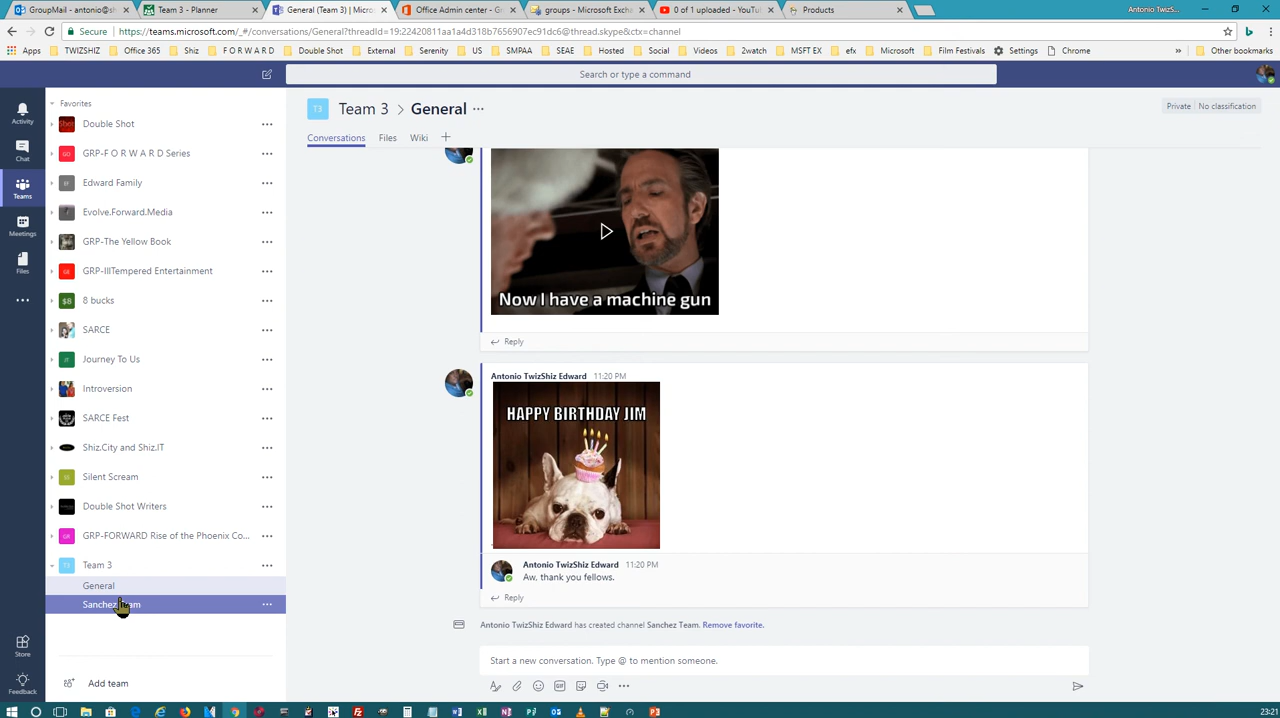 GroupMail - antonio@sh
Team 3 - Planner
General (Team 3) | Micros
Office Admin center - G
groups - Microsoft Exch
0 of 1 uploaded - YouTu
Products
Antonio TwizShiz E...
Secure
https://teams.microsoft.com/_#/conversations/General?threadId=19:22420811aa1a4d318b7165074efec91dc6@thread.skype&ctx=channel
Apps
TWIZSHIZ
Office 365
Shiz
F O R W A R D
Double Shot
External
Serenity
US
SMPAA
SEAE
Hosted
Social
Videos
2watch
MSFT EX
efx
Microsoft
Film Festivals
Settings
Chrome
»
Other bookmarks
Search or type a command
Activity
Chat
Teams
Meetings
Files
Store
Feedback
Favorites
Double Shot
GO
GRP-F O R W A R D Series
EF
Edward Family
Evolve.Forward.Media
GRP-The Yellow Book
GRP-IllTempered Entertainment
$8
8 bucks
SARCE
Journey To Us
Introversion
SARCE Fest
Shiz.City and Shiz.IT
Silent Scream
Double Shot Writers
GR
GRP-FORWARD Rise of the Phoenix Co...
T3
Team 3
General
Sanchez Team
Add team
T3
Team 3 > General
Private
No classification
Conversations
Files
Wiki
Now I have a machine gun
Reply
Antonio TwizShiz Edward 11:20 PM
HAPPY BIRTHDAY JIM
Antonio TwizShiz Edward 11:20 PM
Aw, thank you fellows.
Reply
Antonio TwizShiz Edward has created channel Sanchez Team. Remove favorite.
Start a new conversation. Type @ to mention someone.
23:21